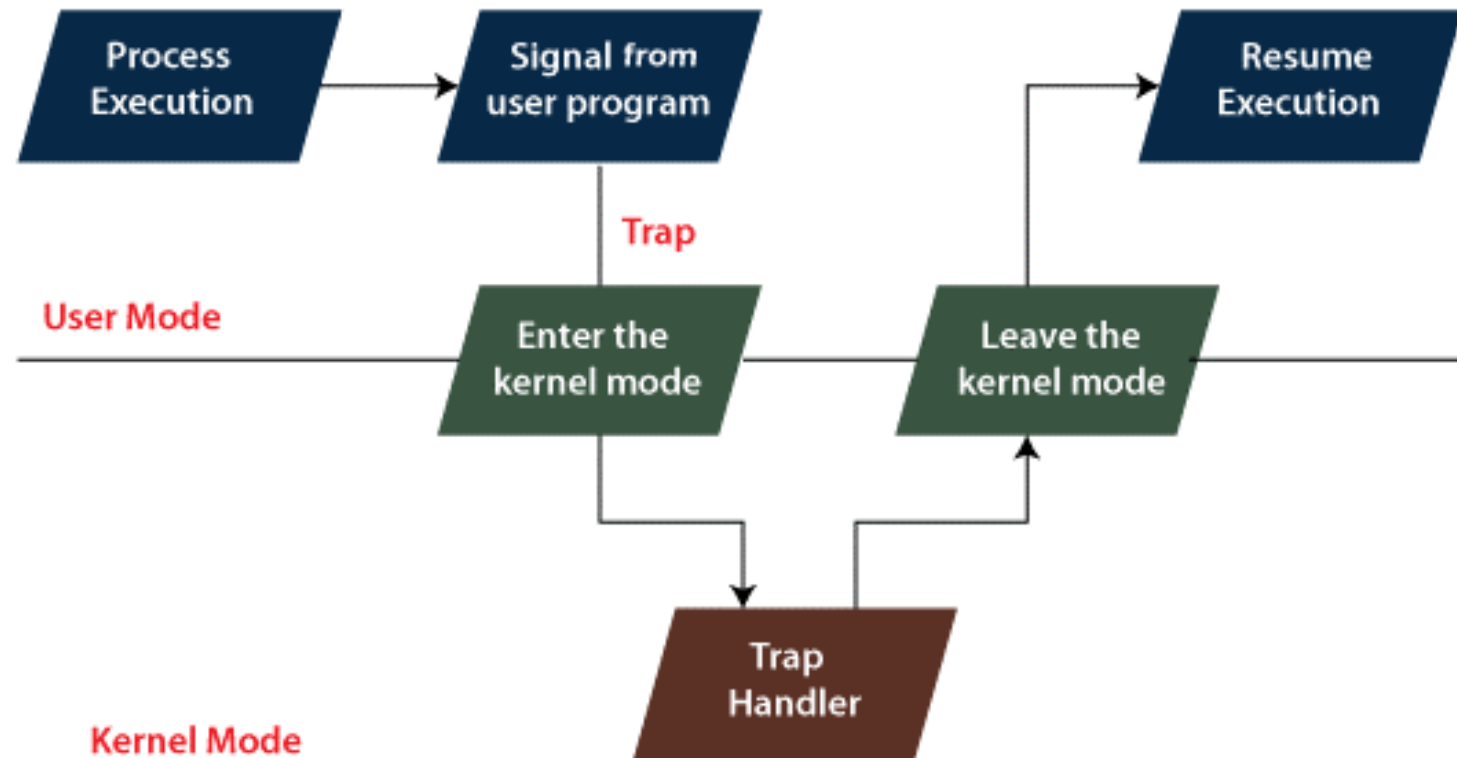 Process
Execution
Signal from
user program
Resume
Execution
Trap
User Mode
Enter the
kernel mode
Leave the
kernel mode
Trap
Handler
Kernel Mode